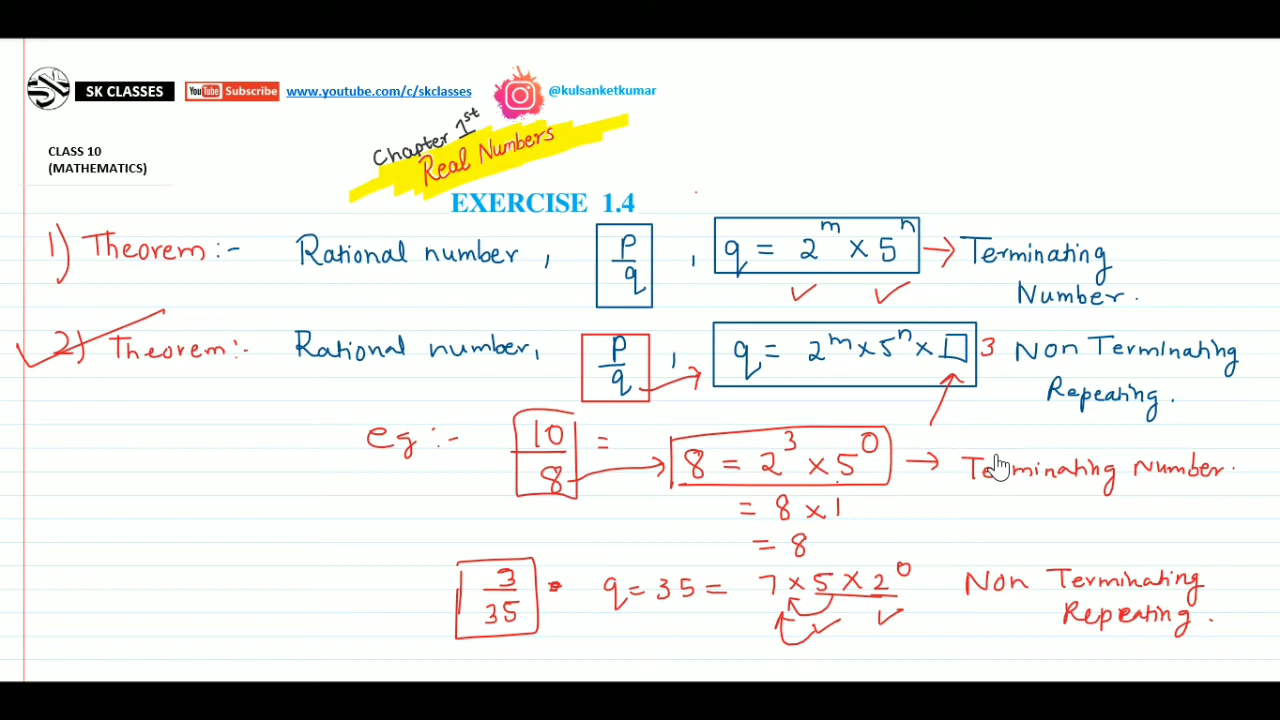 SK CLASSES YouTube Subscribe www.youtube.com/c/skclasses @kulsanketkumar
Chapter 1st
Real Numbers
CLASS 10
(MATHEMATICS)
EXERCISE 1.4
1) Theorem:- Rational number, p/q, q = 2^m × 5^n → Terminating
Number.
2) Theorem:- Rational number, p/q, q = 2^m × 5^n × □ 3 Non Terminating
Repeating.
eg:- 10/8 = 8 = 2^3 × 5^0 → Terminating Number.
= 8 × 1
= 8
3/35 q = 35 = 7 × 5 × 2^0 Non Terminating
Repeating.